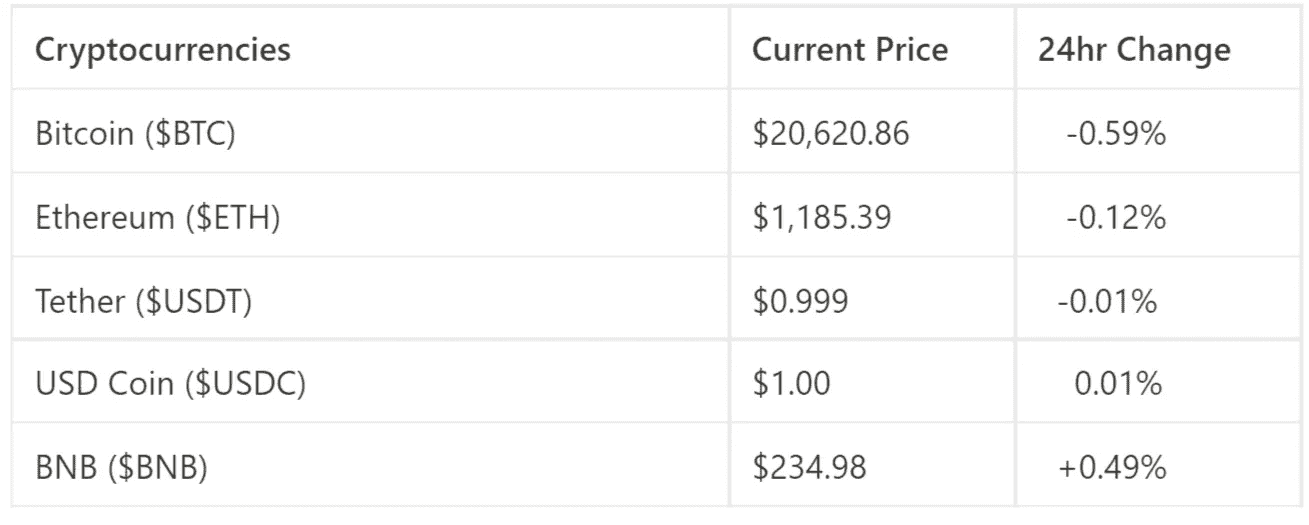 Cryptocurrencies Current Price 24hr Change
Bitcoin ($BTC) $20,620.86 -0.59%
Ethereum ($ETH) $1,185.39 -0.12%
Tether ($USDT) $0.999 -0.01%
USD Coin ($USDC) $1.00 0.01%
BNB ($BNB) $234.98 +0.49%